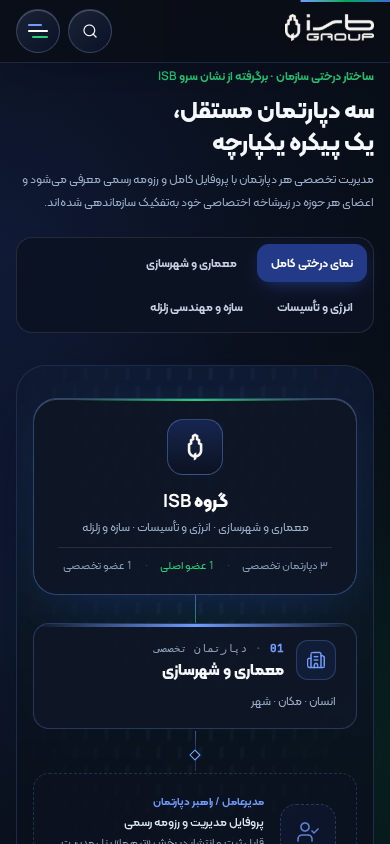 isb
GROUP
ساختار درختی سازمان · برگرفته از نشان سرو ISB
سه دپارتمان مستقل،
یک پیکره یکپارچه
مدیریت تخصصی هر دپارتمان با پروفایل کامل و رزومه رسمی معرفی می‌شود و
اعضای هر حوزه در زیرشاخه اختصاصی خود به‌تفکیک سازماندهی شده‌اند.
نمای درختی کامل
معماری و شهرسازی
انرژی و تأسیسات
سازه و مهندسی زلزله
گروه ISB
معماری و شهرسازی · انرژی و تأسیسات · سازه و زلزله
۳ دپارتمان تخصصی · 1 عضو اصلی · 1 عضو تخصصی
01 · دپارتمان تخصصی
معماری و شهرسازی
انسان · مکان · شهر
مدیرعامل / راهبر دپارتمان
پروفایل مدیریت و رزومه رسمی